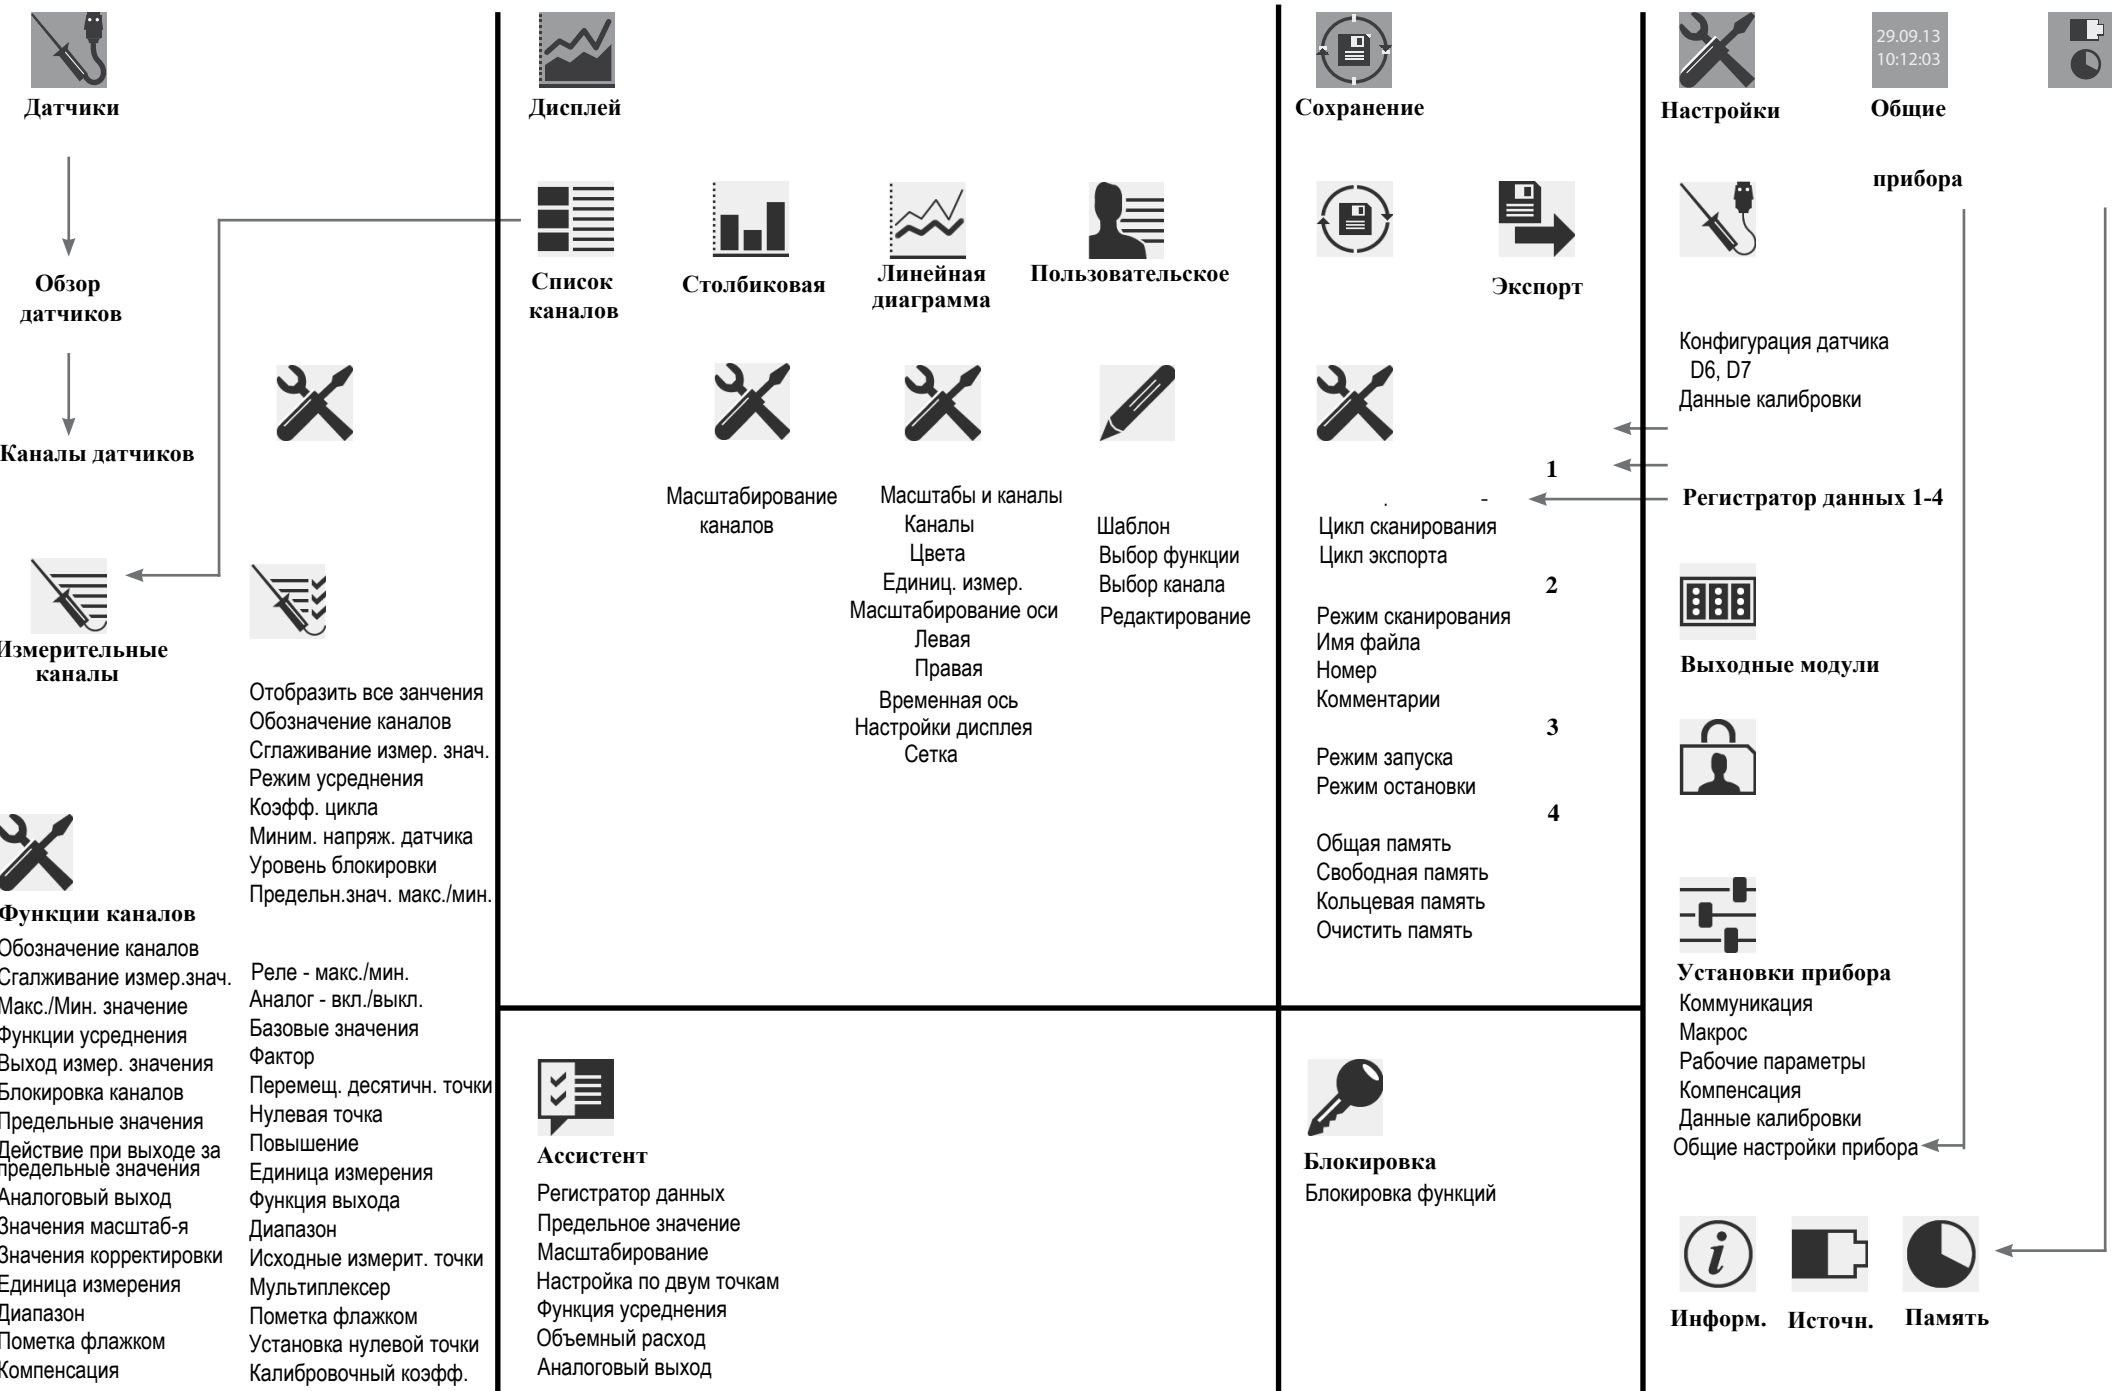 Датчики
Обзор
датчиков
Каналы датчиков
Измерительные
каналы
Функции каналов
Обозначение каналов
Сгалживание измер.знач.
Макс./Мин. значение
Функции усреднения
Выход измер. значения
Блокировка каналов
Предельные значения
Действие при выходе за
предельные значения
Аналоговый выход
Значения масштаб-я
Значения корректировки
Единица измерения
Диапазон
Пометка флажком
Компенсация
Отобразить все занчения
Обозначение каналов
Сглаживание измер. знач.
Режим усреднения
Коэфф. цикла
Миним. напряж. датчика
Уровень блокировки
Предельн.знач. макс./мин.
Реле - макс./мин.
Аналог - вкл./выкл.
Базовые значения
Фактор
Перемещ. десятичн. точки
Нулевая точка
Повышение
Единица измерения
Функция выхода
Диапазон
Исходные измерит. точки
Мультиплексер
Пометка флажком
Установка нулевой точки
Калибровочный коэфф.
Дисплей
Список
каналов
Столбиковая
Линейная
диаграмма
Пользовательское
Масштабирование
каналов
Масштабы и каналы
Каналы
Цвета
Единиц. измер.
Масштабирование оси
Левая
Правая
Временная ось
Настройки дисплея
Сетка
Шаблон
Выбор функции
Выбор канала
Редактирование
Ассистент
Регистратор данных
Предельное значение
Масштабирование
Настройка по двум точкам
Функция усреднения
Объемный расход
Аналоговый выход
Сохранение
Экспорт
1
-
Цикл сканирования
Цикл экспорта
2
Режим сканирования
Имя файла
Номер
Комментарии
3
Режим запуска
Режим остановки
4
Общая память
Свободная память
Кольцевая память
Очистить память
Блокировка
Блокировка функций
Настройки
29.09.13
10:12:03
Общие
прибора
Конфигурация датчика
D6, D7
Данные калибровки
Регистратор данных 1-4
Выходные модули
Установки прибора
Коммуникация
Макрос
Рабочие параметры
Компенсация
Данные калибровки
Общие настройки прибора
i
Информ.
Источн.
Память